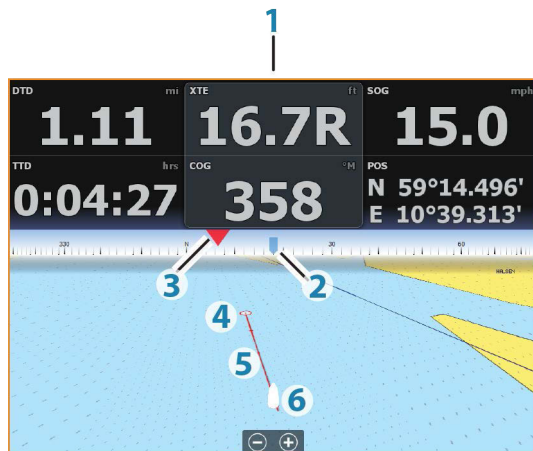 1
DTD mi XTE ft SOG mph
1.11 16.7R 15.0
TTD hrs COG °M POS
0:04:27 358 N 59°14.496'
E 10°39.313'
330 N 30 60
3 2
4
5
6